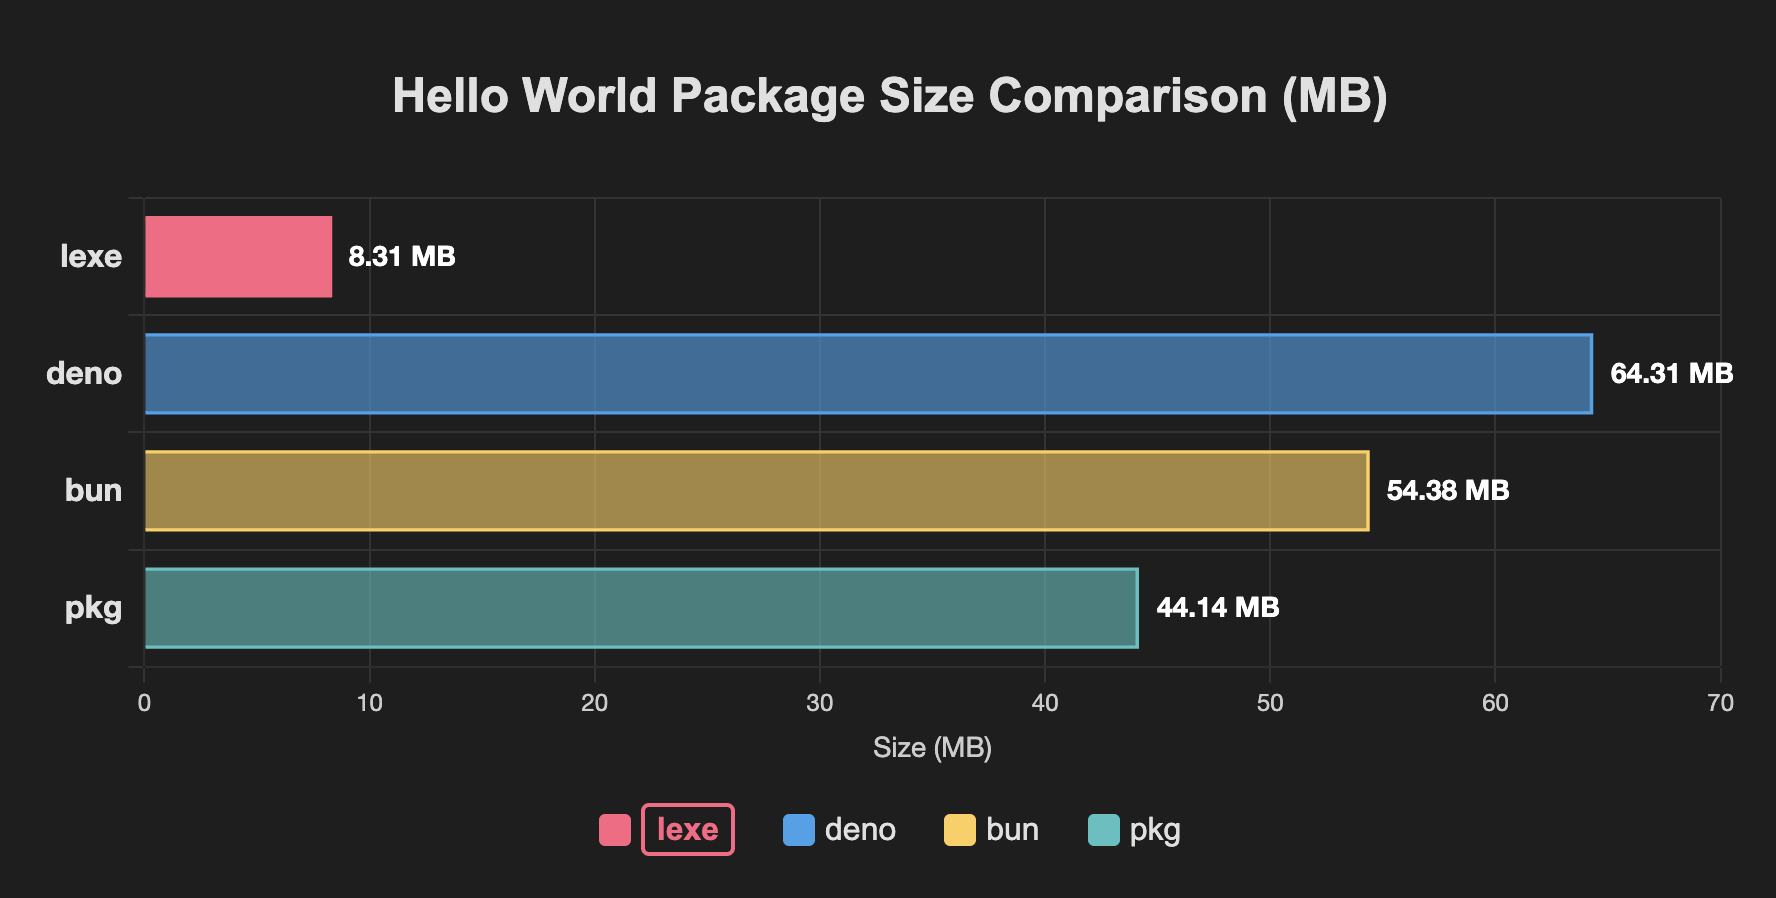 Hello World Package Size Comparison (MB)
lexe 8.31 MB
deno 64.31 MB
bun 54.38 MB
pkg 44.14 MB
0 10 20 30 40 50 60 70
Size (MB)
lexe deno bun pkg